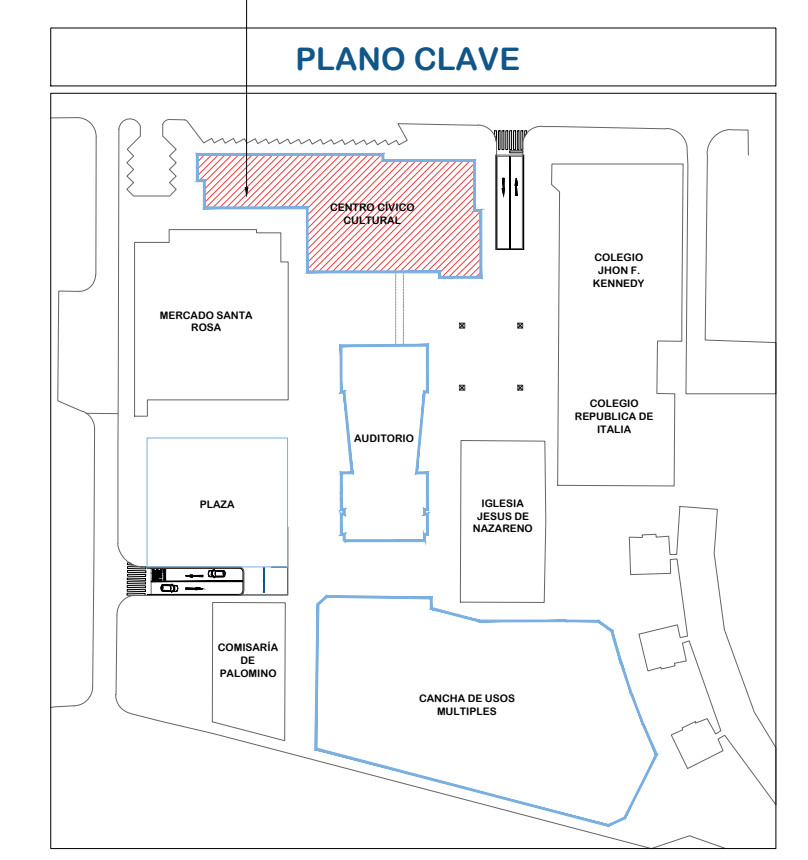 PLANO CLAVE
CENTRO CÍVICO
CULTURAL
COLEGIO
JHON F.
KENNEDY
MERCADO SANTA
ROSA
COLEGIO
REPUBLICA DE
ITALIA
AUDITORIO
PLAZA
IGLESIA
JESUS DE
NAZARENO
COMISARÍA
DE
PALOMINO
CANCHA DE USOS
MULTIPLES